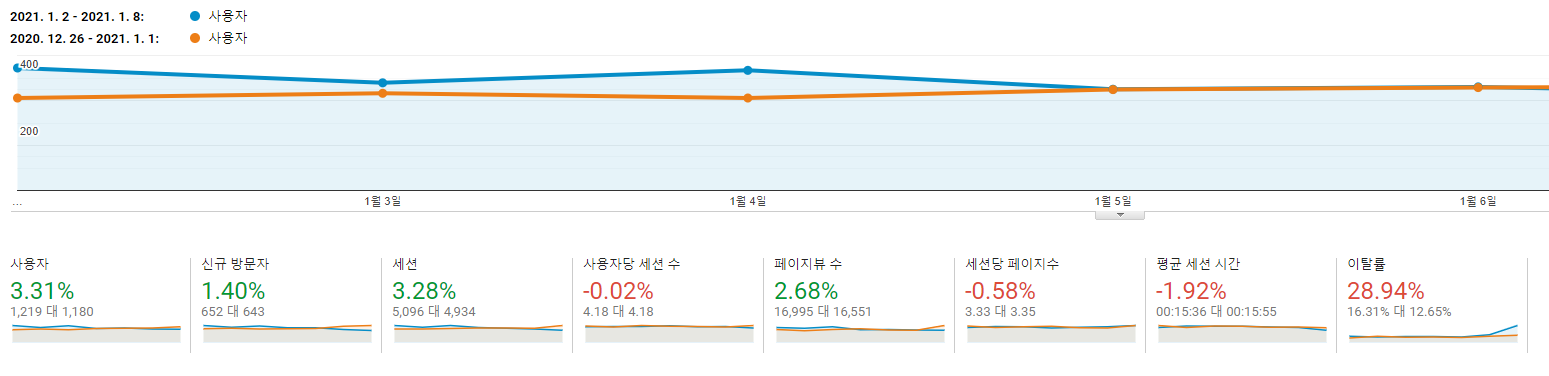 2021. 1. 2 - 2021. 1. 8: 사용자
2020. 12. 26 - 2021. 1. 1: 사용자
400
200
... 1월 3일 1월 4일 1월 5일 1월 6일
사용자 신규 방문자 세션 사용자당 세션 수 페이지뷰 수 세션당 페이지수 평균 세션 시간 이탈률
3.31% 1.40% 3.28% -0.02% 2.68% -0.58% -1.92% 28.94%
1,219 대 1,180 652 대 643 5,096 대 4,934 4.18 대 4.18 16,995 대 16,551 3.33 대 3.35 00:15:36 대 00:15:55 16.31% 대 12.65%